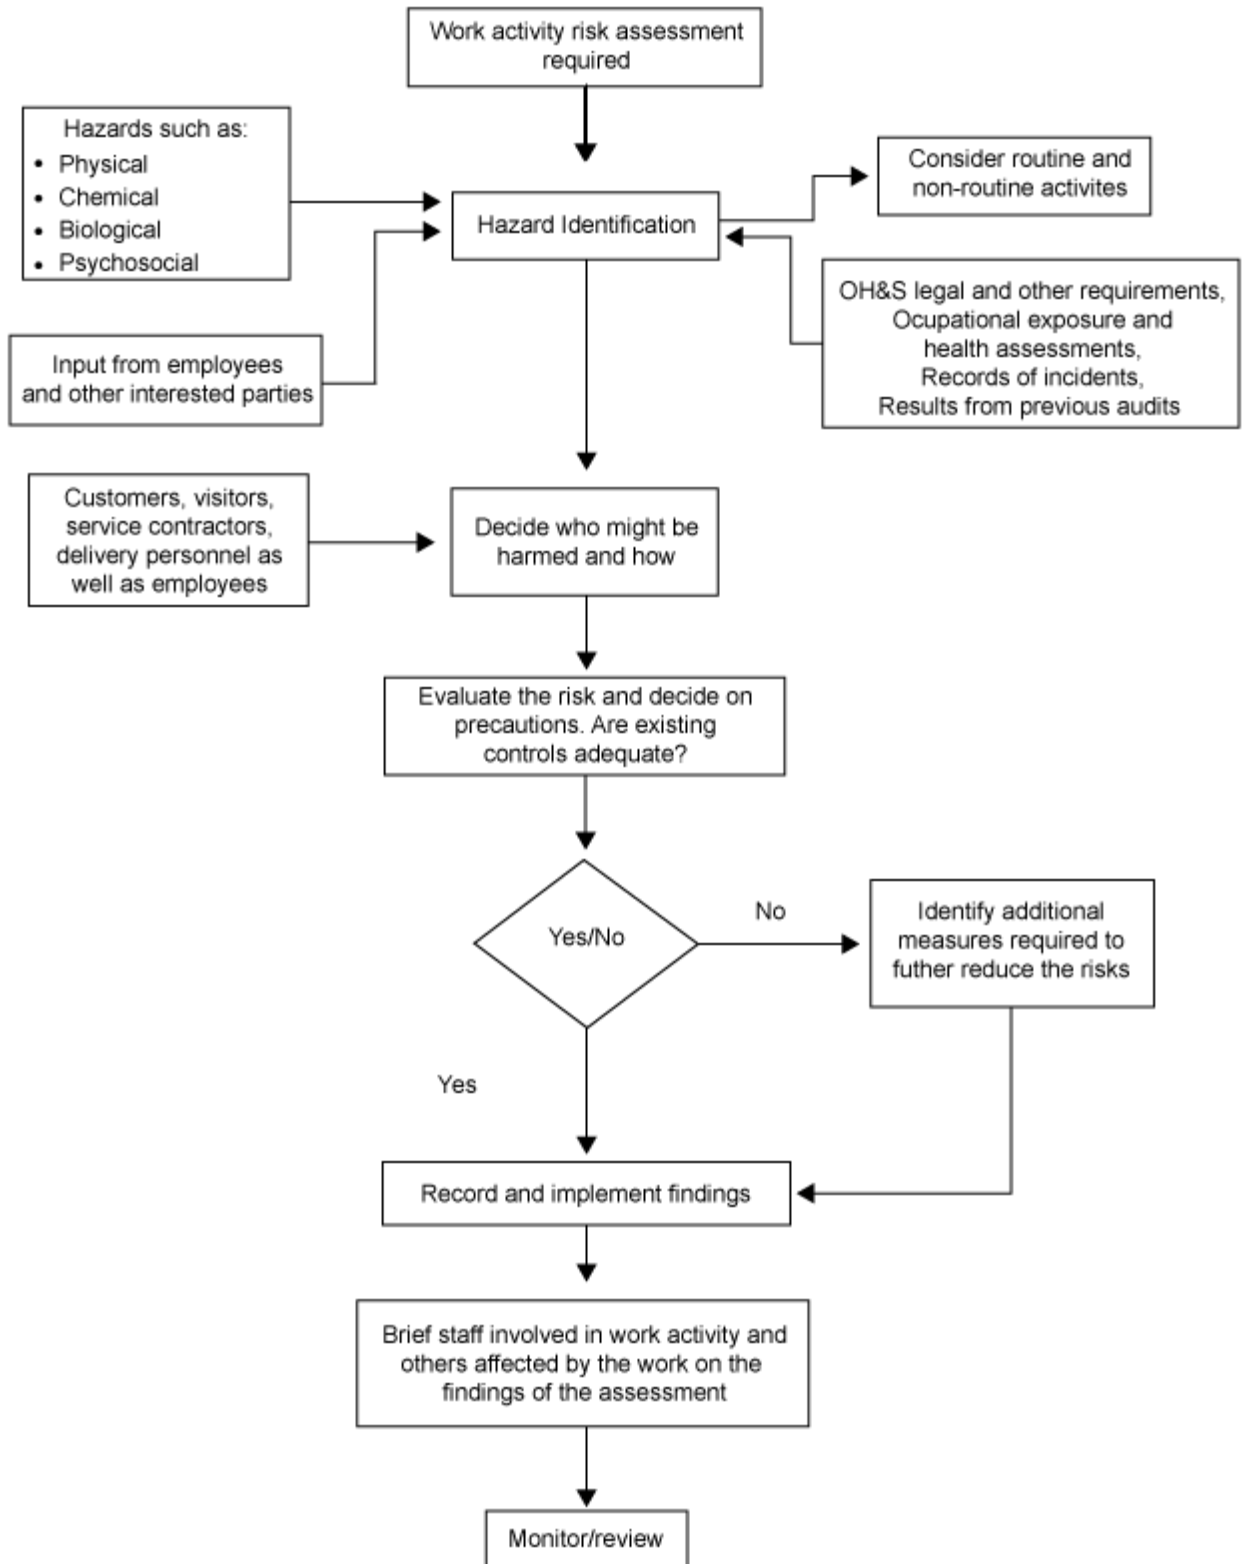 Work activity risk assessment
required
Hazards such as:
• Physical
• Chemical
• Biological
• Psychosocial
Consider routine and
non-routine activites
Hazard Identification
OH&S legal and other requirements,
Ocupational exposure and
health assessments,
Records of incidents,
Results from previous audits
Input from employees
and other interested parties
Customers, visitors,
service contractors,
delivery personnel as
well as employees
Decide who might be
harmed and how
Evaluate the risk and decide on
precautions. Are existing
controls adequate?
Yes/No
No
Identify additional
measures required to
futher reduce the risks
Yes
Record and implement findings
Brief staff involved in work activity and
others affected by the work on the
findings of the assessment
Monitor/review